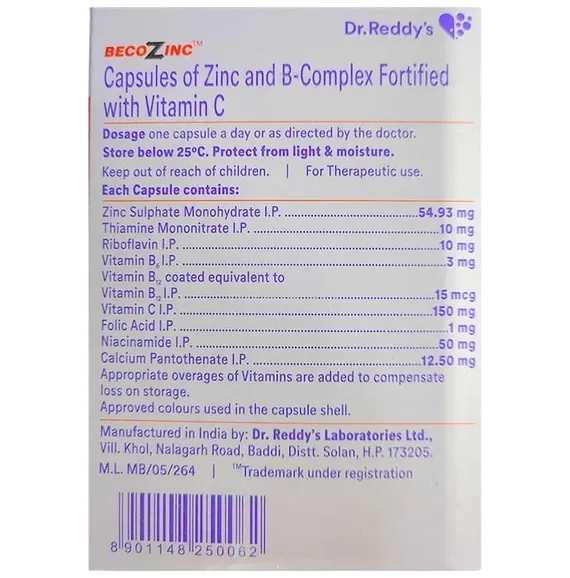 Dr.Reddy's
BECOZINC™
Capsules of Zinc and B-Complex Fortified
with Vitamin C
Dosage one capsule a day or as directed by the doctor.
Store below 25ºC. Protect from light & moisture.
Keep out of reach of children. | For Therapeutic use.
Each Capsule contains:
Zinc Sulphate Monohydrate I.P. ........ 54.93 mg
Thiamine Mononitrate I.P. ........ 10 mg
Riboflavin I.P. ........ 10 mg
Vitamin B₆ I.P. ........ 3 mg
Vitamin B₁₂ coated equivalent to
Vitamin B₁₂ I.P. ........ 15 mcg
Vitamin C I.P. ........ 150 mg
Folic Acid I.P. ........ 1 mg
Niacinamide I.P. ........ 50 mg
Calcium Pantothenate I.P. ........ 12.50 mg
Appropriate overages of Vitamins are added to compensate
loss on storage.
Approved colours used in the capsule shell.
Manufactured in India by: Dr. Reddy's Laboratories Ltd.,
Vill. Khol, Nalagarh Road, Baddi, Distt. Solan, H.P. 173205.
M.L. MB/05/264 | ™Trademark under registration
8 901148 250062